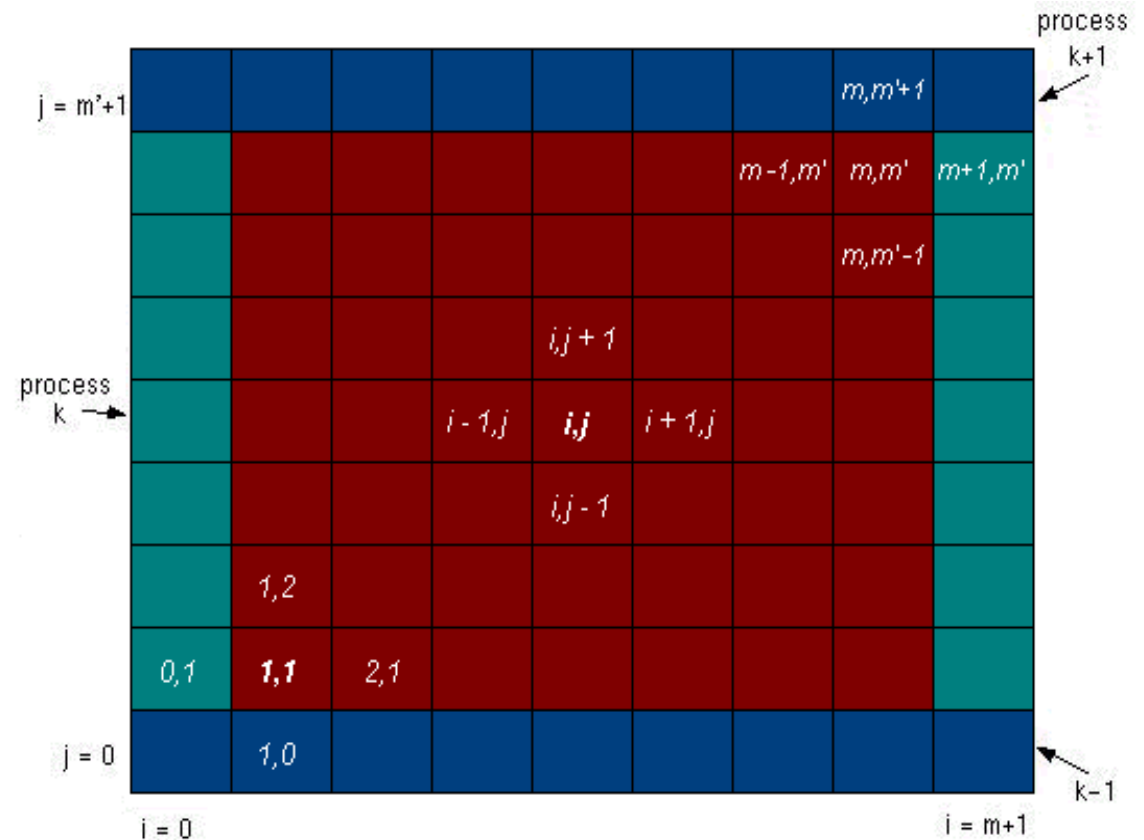 process
k+1
j = m'+1
m,m'+1
m-1,m' m,m' m+1,m'
m,m'-1
i,j + 1
process
k
i - 1,j i,j i + 1,j
i,j - 1
1,2
0,1 1,1 2,1
j = 0
1,0
k-1
i = 0
i = m+1